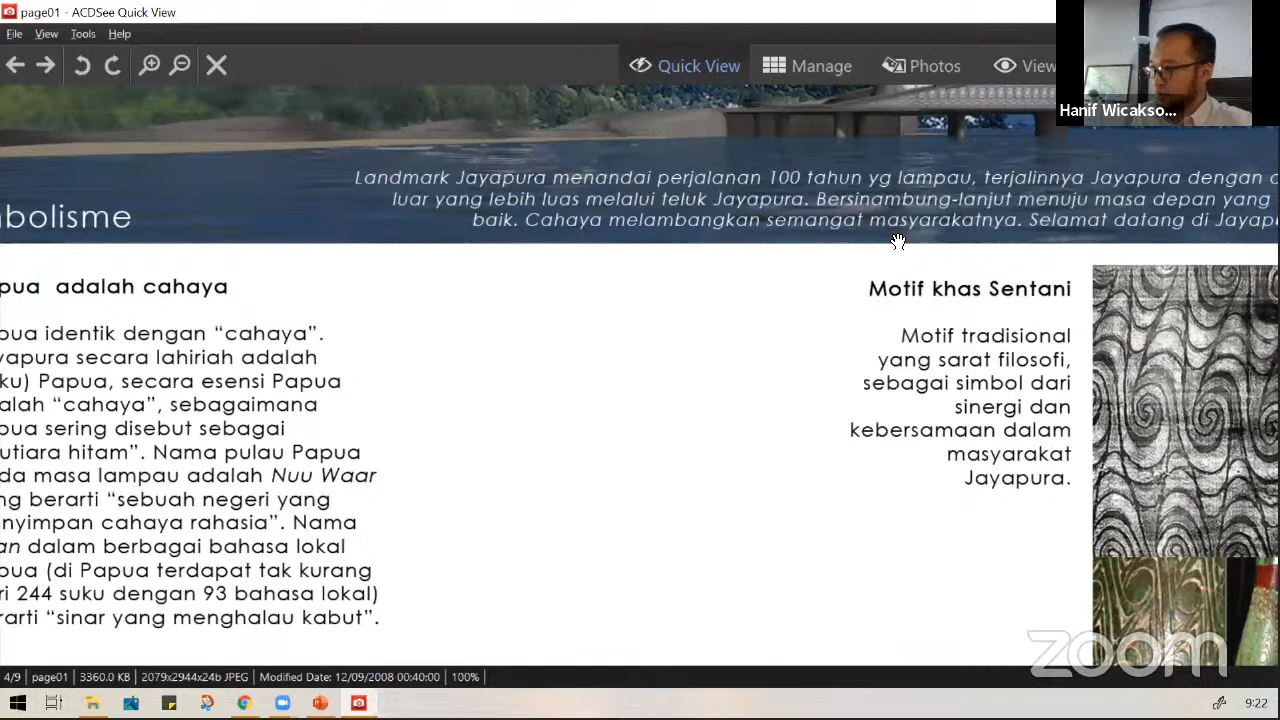 page01 - ACDSee Quick View
File View Tools Help
Quick View Manage Photos View
Hanif Wicakso...
Landmark Jayapura menandai perjalanan 100 tahun yg lampau, terjalinnya Jayapura dengan
luar yang lebih luas melalui teluk Jayapura. Bersinambung-lanjut menuju masa depan yang
baik. Cahaya melambangkan semangat masyarakatnya. Selamat datang di Jayap
bolisme
pua adalah cahaya
pua identik dengan “cahaya”.
yapura secara lahiriah adalah
ku) Papua, secara esensi Papua
alah “cahaya”, sebagaimana
pua sering disebut sebagai
utiara hitam”. Nama pulau Papua
da masa lampau adalah Nuu Waar
ng berarti “sebuah negeri yang
nyimpan cahaya rahasia”. Nama
an dalam berbagai bahasa lokal
pua (di Papua terdapat tak kurang
ri 244 suku dengan 93 bahasa lokal)
rarti “sinar yang menghalau kabut”.
Motif khas Sentani
Motif tradisional
yang sarat filosofi,
sebagai simbol dari
sinergi dan
kebersamaan dalam
masyarakat
Jayapura.
zoom
4/9 page01 3360.0 KB 2079x2944x24b JPEG Modified Date: 12/09/2008 00:40:00 100%
9:22